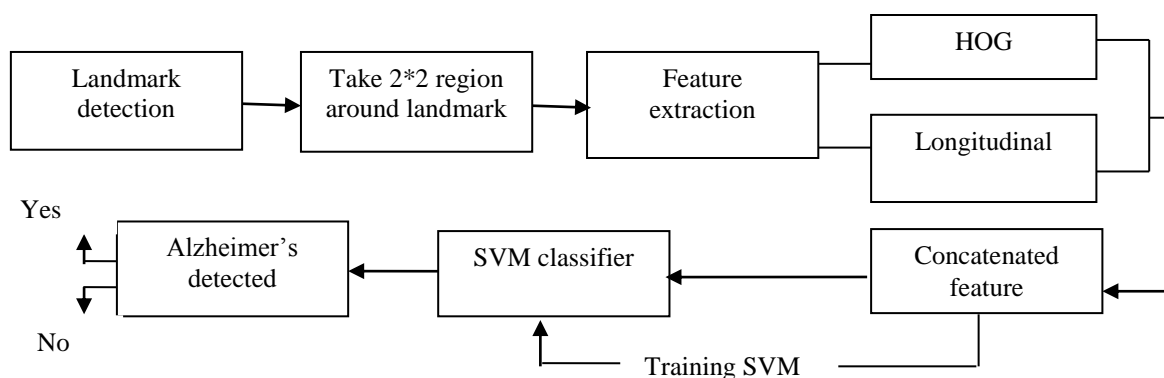 Landmark
detection
Take 2*2 region
around landmark
Feature
extraction
HOG
Longitudinal
Yes
No
Alzheimer’s
detected
SVM classifier
Concatenated
feature
Training SVM